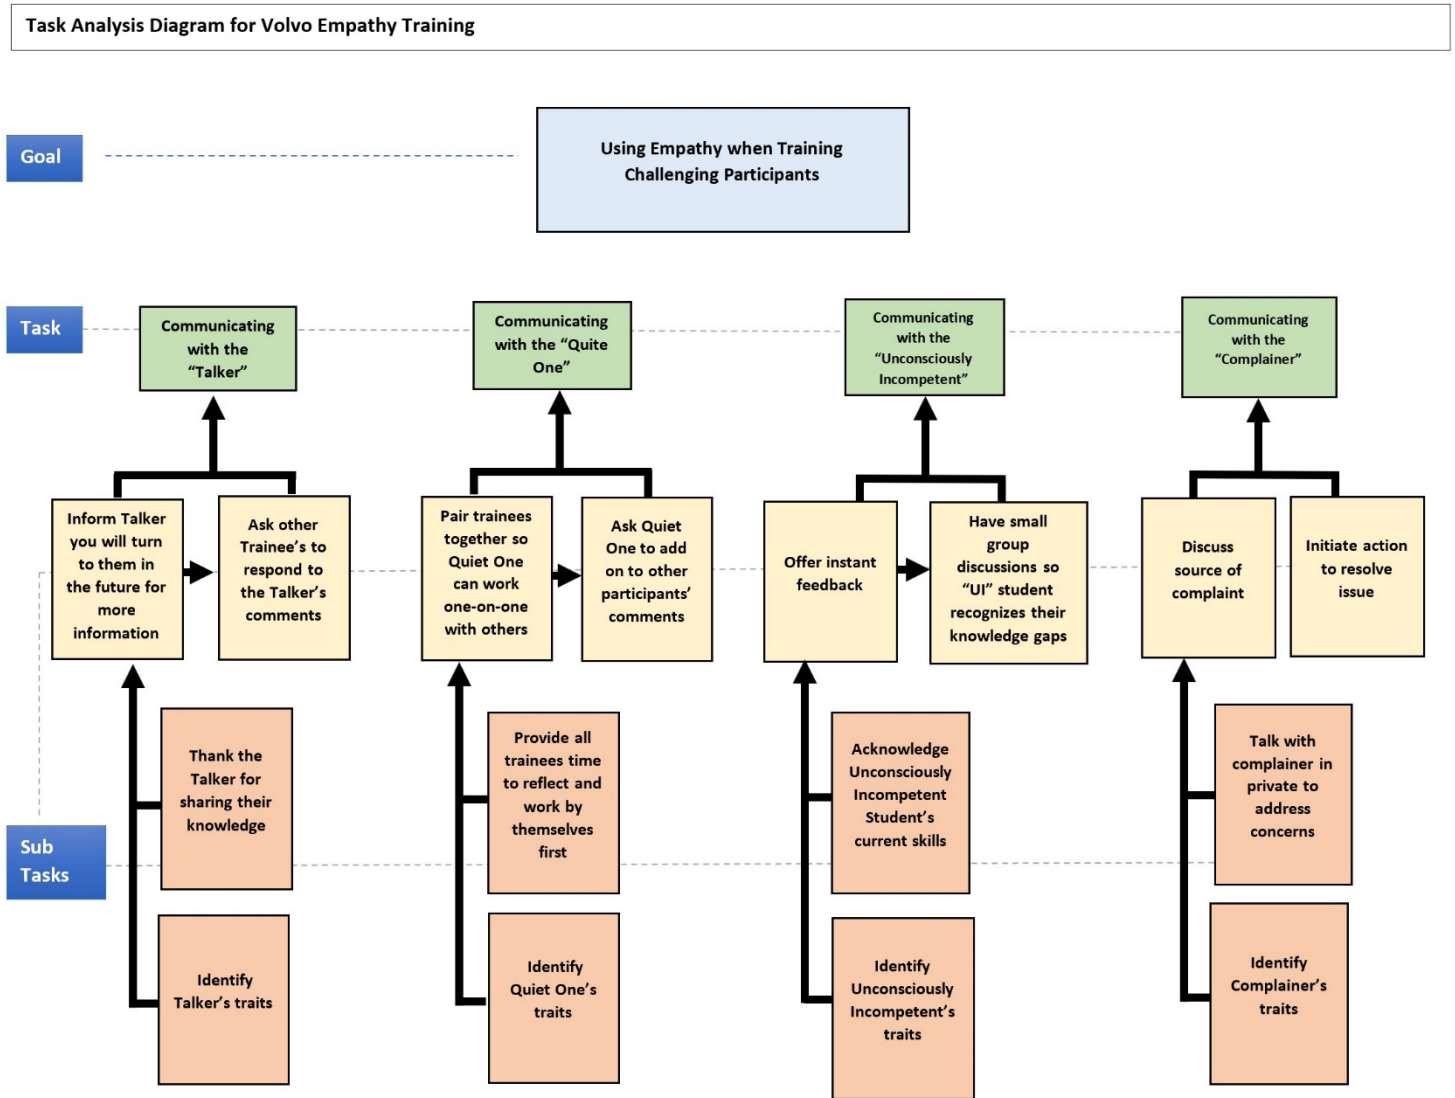 Task Analysis Diagram for Volvo Empathy Training
Goal
Using Empathy when Training
Challenging Participants
Task
Communicating
with the
“Talker”
Communicating
with the “Quite
One”
Communicating
with the
“Unconsciously
Incompetent”
Communicating
with the
“Complainer”
Inform Talker
you will turn
to them in
the future for
more
information
Ask other
Trainee’s to
respond to
the Talker’s
comments
Pair trainees
together so
Quiet One
can work
one-on-one
with others
Ask Quiet
One to add
on to other
participants’
comments
Offer instant
feedback
Have small
group
discussions so
“UI” student
recognizes their
knowledge gaps
Discuss
source of
complaint
Initiate action
to resolve
issue
Sub
Tasks
Thank the
Talker for
sharing their
knowledge
Provide all
trainees time
to reflect and
work by
themselves
first
Acknowledge
Unconsciously
Incompetent
Student’s
current skills
Talk with
complainer in
private to
address
concerns
Identify
Talker’s traits
Identify
Quiet One’s
traits
Identify
Unconsciously
Incompetent’s
traits
Identify
Complainer’s
traits